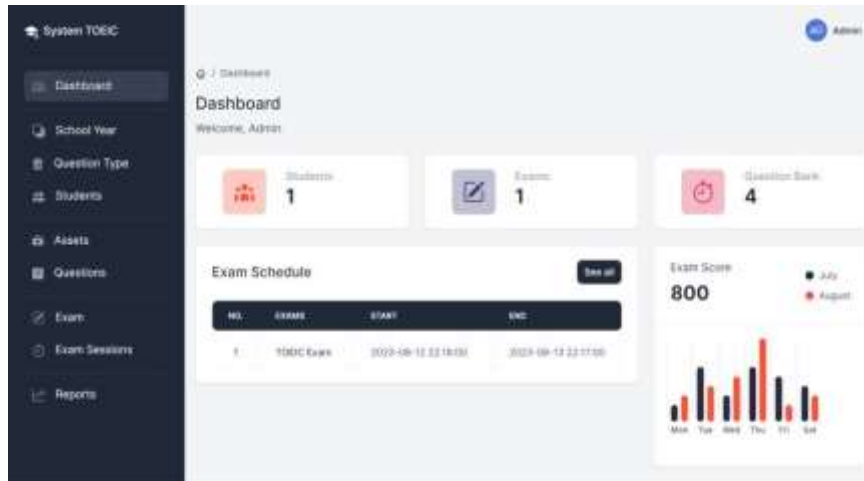 System TOEIC
Admin
Dashboard
/ Dashboard
Dashboard
Welcome, Admin
School Year
Question Type
Students
Assets
Questions
Exam
Exam Sessions
Reports
Students
1
Exams
1
Question Bank
4
Exam Schedule
See all
NO. EXAMS START END
1 TOEIC Exam
Exam Score
800
July
August
Mon Tue Wed Thu Fri Sat